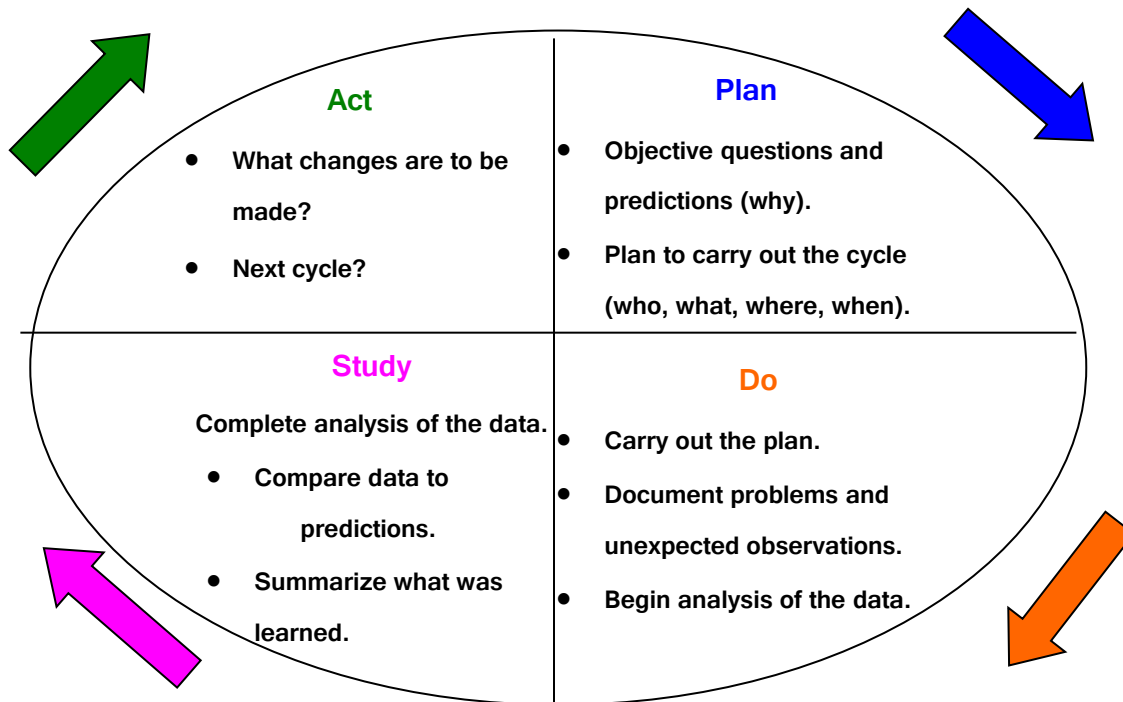 Act
• What changes are to be
made?
• Next cycle?
Plan
• Objective questions and
predictions (why).
• Plan to carry out the cycle
(who, what, where, when).
Study
Complete analysis of the data.
• Compare data to
predictions.
• Summarize what was
learned.
Do
• Carry out the plan.
• Document problems and
unexpected observations.
• Begin analysis of the data.